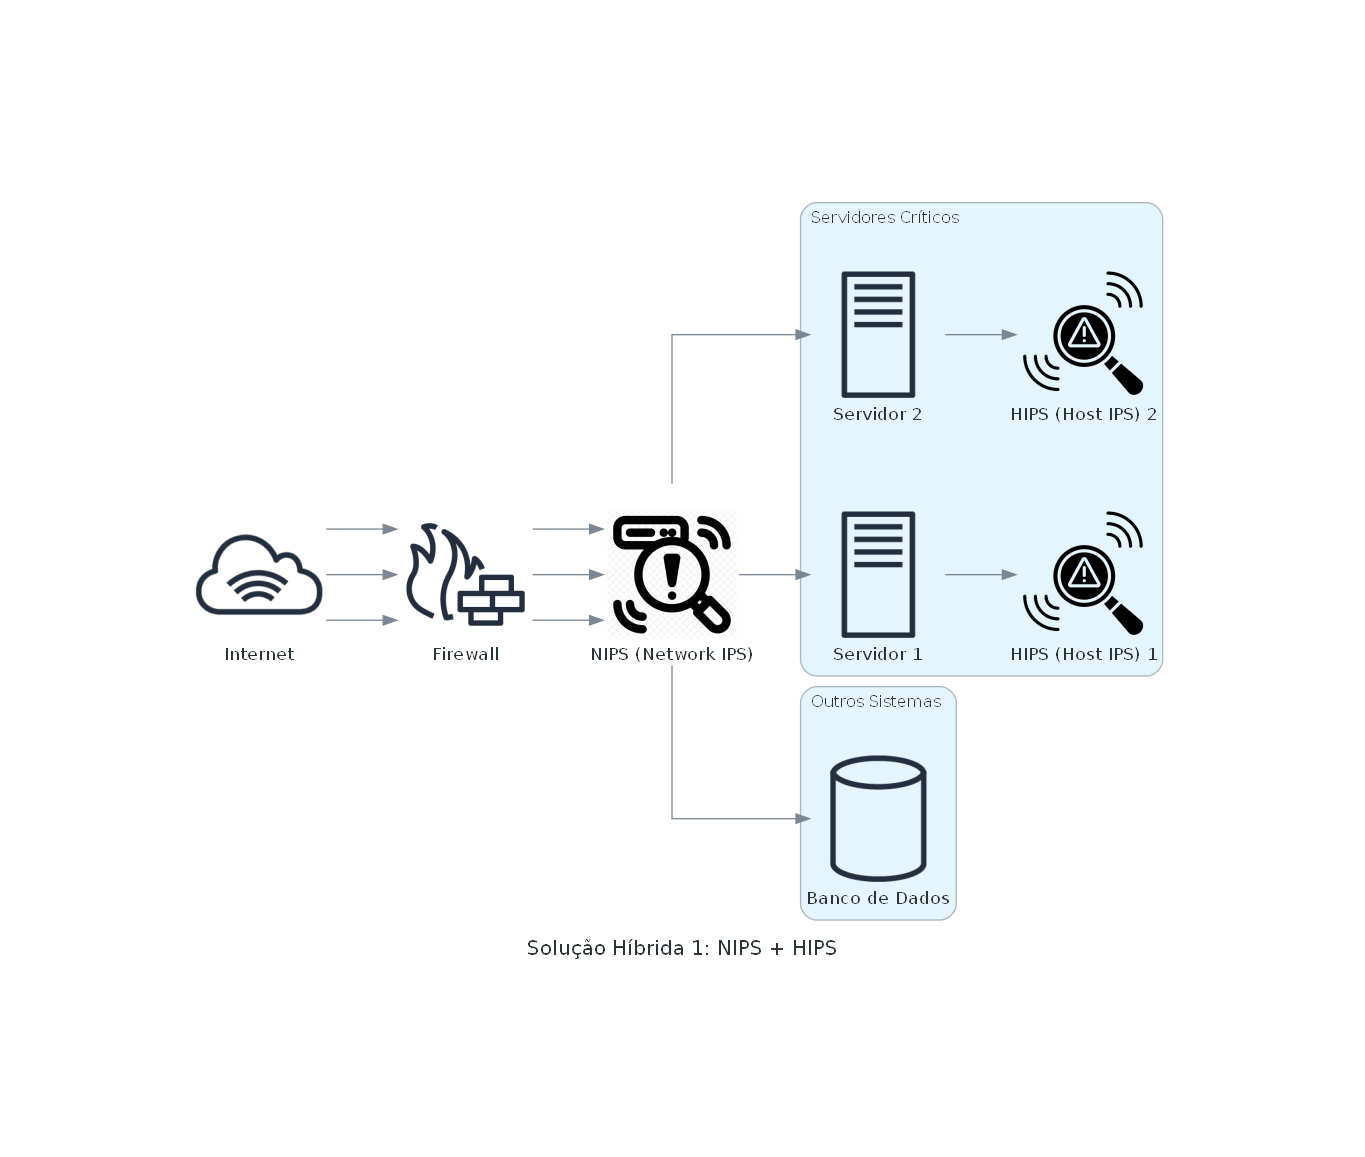 Servidores Críticos
Servidor 2
HIPS (Host IPS) 2
Internet
Firewall
NIPS (Network IPS)
Servidor 1
HIPS (Host IPS) 1
Outros Sistemas
Banco de Dados
Solução Híbrida 1: NIPS + HIPS